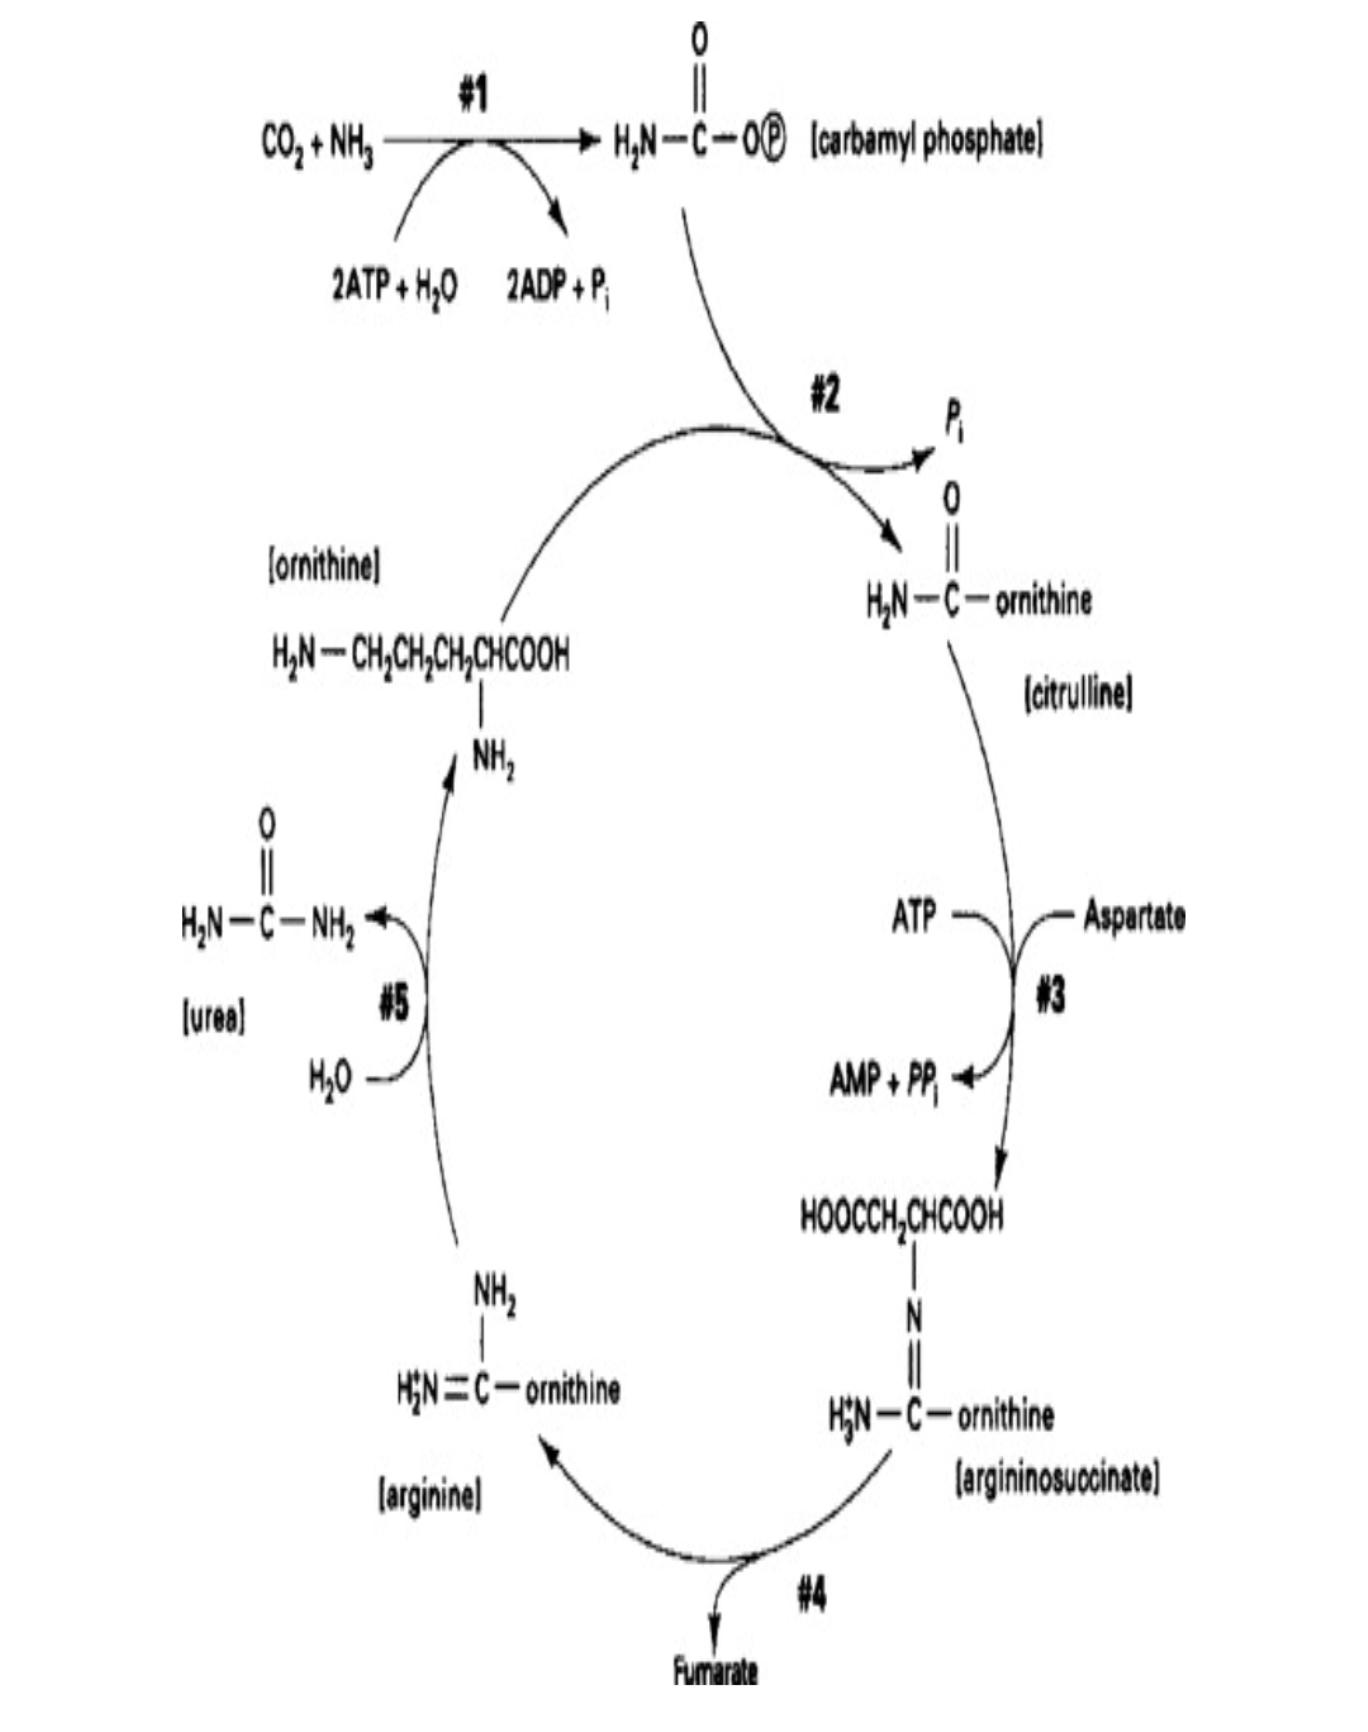 #1
O
||
CO₂ + NH₃ H₂N — C — OⓅ [carbamyl phosphate]
2ATP + H₂O 2ADP + Pᵢ
#2
Pᵢ
O
||
[ornithine]
H₂N — C — ornithine
H₂N — CH₂CH₂CH₂CHCOOH
[citrulline]
NH₂
O
||
H₂N — C — NH₂ ATP Aspartate
#5 #3
[urea]
H₂O AMP + PPᵢ
HOOCCH₂CHCOOH
NH₂ N
||
H₂⁺N = C — ornithine H₃⁺N — C — ornithine
[arginine] [argininosuccinate]
#4
Fumarate